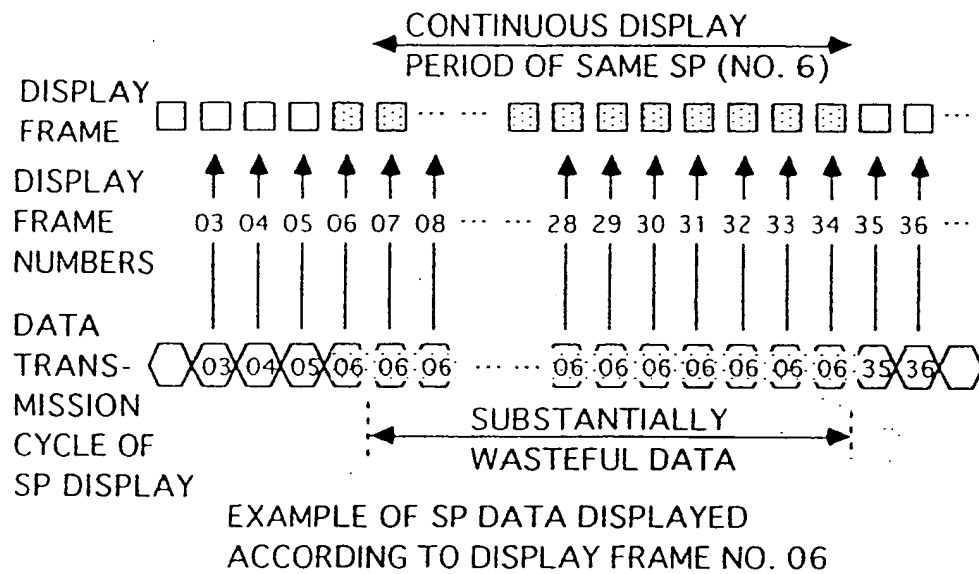 CONTINUOUS DISPLAY
PERIOD OF SAME SP (NO. 6)
DISPLAY
FRAME
... ...
...
DISPLAY
FRAME
NUMBERS
03 04 05 06 07 08 ... ... 28 29 30 31 32 33 34 35 36 ...
DATA
TRANS-
MISSION
CYCLE OF
SP DISPLAY
03 04 05 06 06 06 ... ... 06 06 06 06 06 06 06 35 36
SUBSTANTIALLY
WASTEFUL DATA
EXAMPLE OF SP DATA DISPLAYED
ACCORDING TO DISPLAY FRAME NO. 06